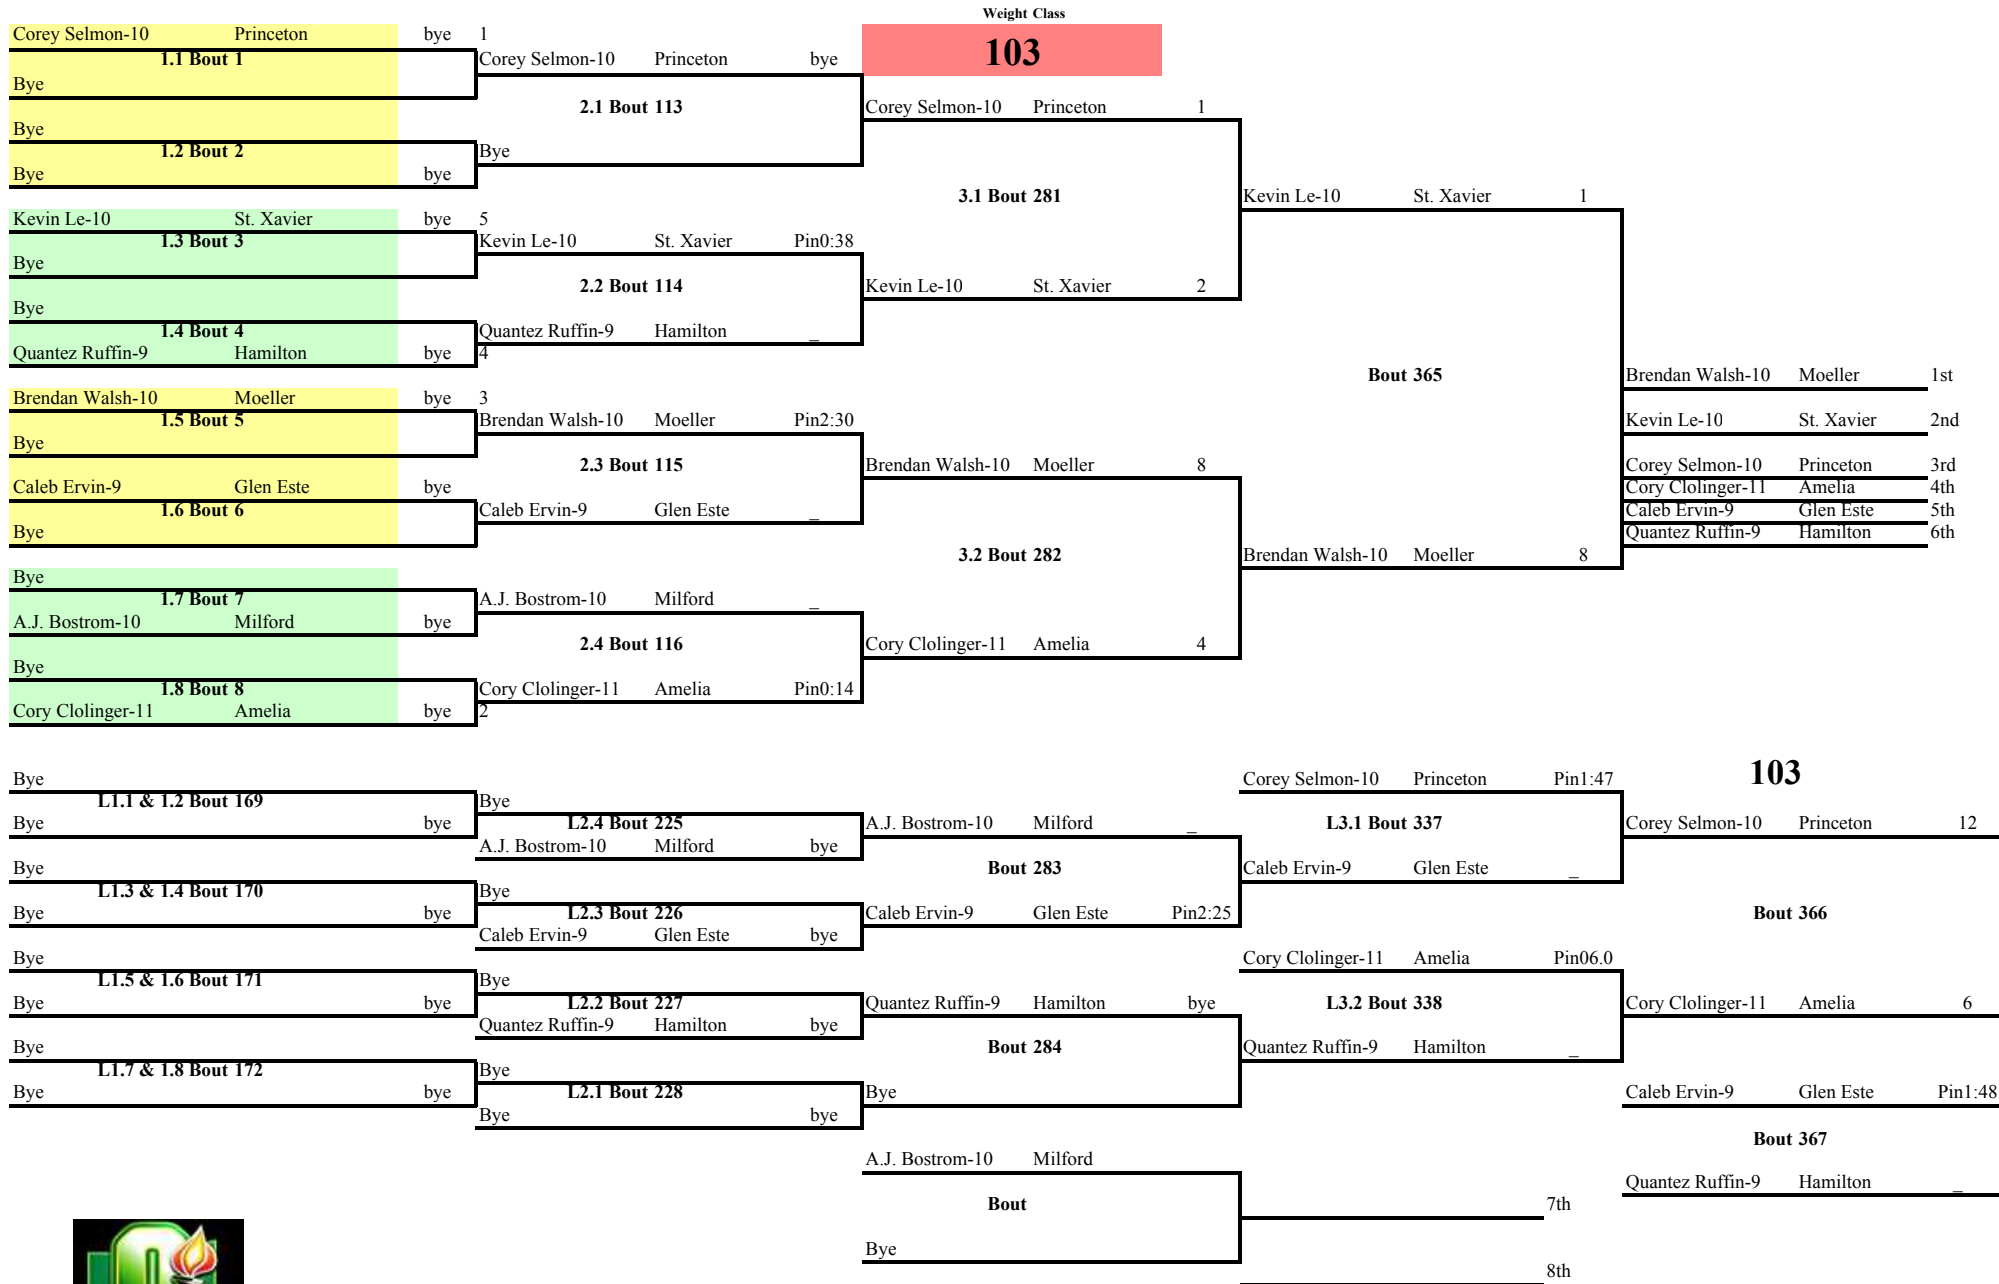 Weight Class
103
Corey Selmon-10 Princeton bye 1
1.1 Bout 1
Bye
Corey Selmon-10 Princeton bye
2.1 Bout 113
Bye
1.2 Bout 2
Bye bye
Bye
Corey Selmon-10 Princeton 1
3.1 Bout 281
Kevin Le-10 St. Xavier bye 5
1.3 Bout 3
Bye
Kevin Le-10 St. Xavier Pin0:38
2.2 Bout 114
Bye
1.4 Bout 4
Quantez Ruffin-9 Hamilton bye 4
Quantez Ruffin-9 Hamilton _
Kevin Le-10 St. Xavier 2
Kevin Le-10 St. Xavier 1
Bout 365
Brendan Walsh-10 Moeller bye 3
1.5 Bout 5
Bye
Brendan Walsh-10 Moeller Pin2:30
2.3 Bout 115
Caleb Ervin-9 Glen Este bye
1.6 Bout 6
Bye
Caleb Ervin-9 Glen Este _
Brendan Walsh-10 Moeller 8
3.2 Bout 282
Bye
1.7 Bout 7
A.J. Bostrom-10 Milford bye
A.J. Bostrom-10 Milford _
2.4 Bout 116
Bye
1.8 Bout 8
Cory Clolinger-11 Amelia bye 2
Cory Clolinger-11 Amelia Pin0:14
Cory Clolinger-11 Amelia 4
Brendan Walsh-10 Moeller 8
Brendan Walsh-10 Moeller 1st
Kevin Le-10 St. Xavier 2nd
Corey Selmon-10 Princeton 3rd
Cory Clolinger-11 Amelia 4th
Caleb Ervin-9 Glen Este 5th
Quantez Ruffin-9 Hamilton 6th
103
Bye
L1.1 & 1.2 Bout 169
Bye bye
Bye
L2.4 Bout 225
A.J. Bostrom-10 Milford bye
Bye
L1.3 & 1.4 Bout 170
Bye bye
Bye
L2.3 Bout 226
Caleb Ervin-9 Glen Este bye
A.J. Bostrom-10 Milford _
Bout 283
Caleb Ervin-9 Glen Este Pin2:25
Bye
L1.5 & 1.6 Bout 171
Bye bye
Bye
L2.2 Bout 227
Quantez Ruffin-9 Hamilton bye
Bye
L1.7 & 1.8 Bout 172
Bye bye
Bye
L2.1 Bout 228
Bye bye
Quantez Ruffin-9 Hamilton bye
Bout 284
Bye
Corey Selmon-10 Princeton Pin1:47
L3.1 Bout 337
Caleb Ervin-9 Glen Este _
Cory Clolinger-11 Amelia Pin06.0
L3.2 Bout 338
Quantez Ruffin-9 Hamilton _
Corey Selmon-10 Princeton 12
Bout 366
Cory Clolinger-11 Amelia 6
Caleb Ervin-9 Glen Este Pin1:48
Bout 367
Quantez Ruffin-9 Hamilton _
A.J. Bostrom-10 Milford
Bout
Bye
7th
8th